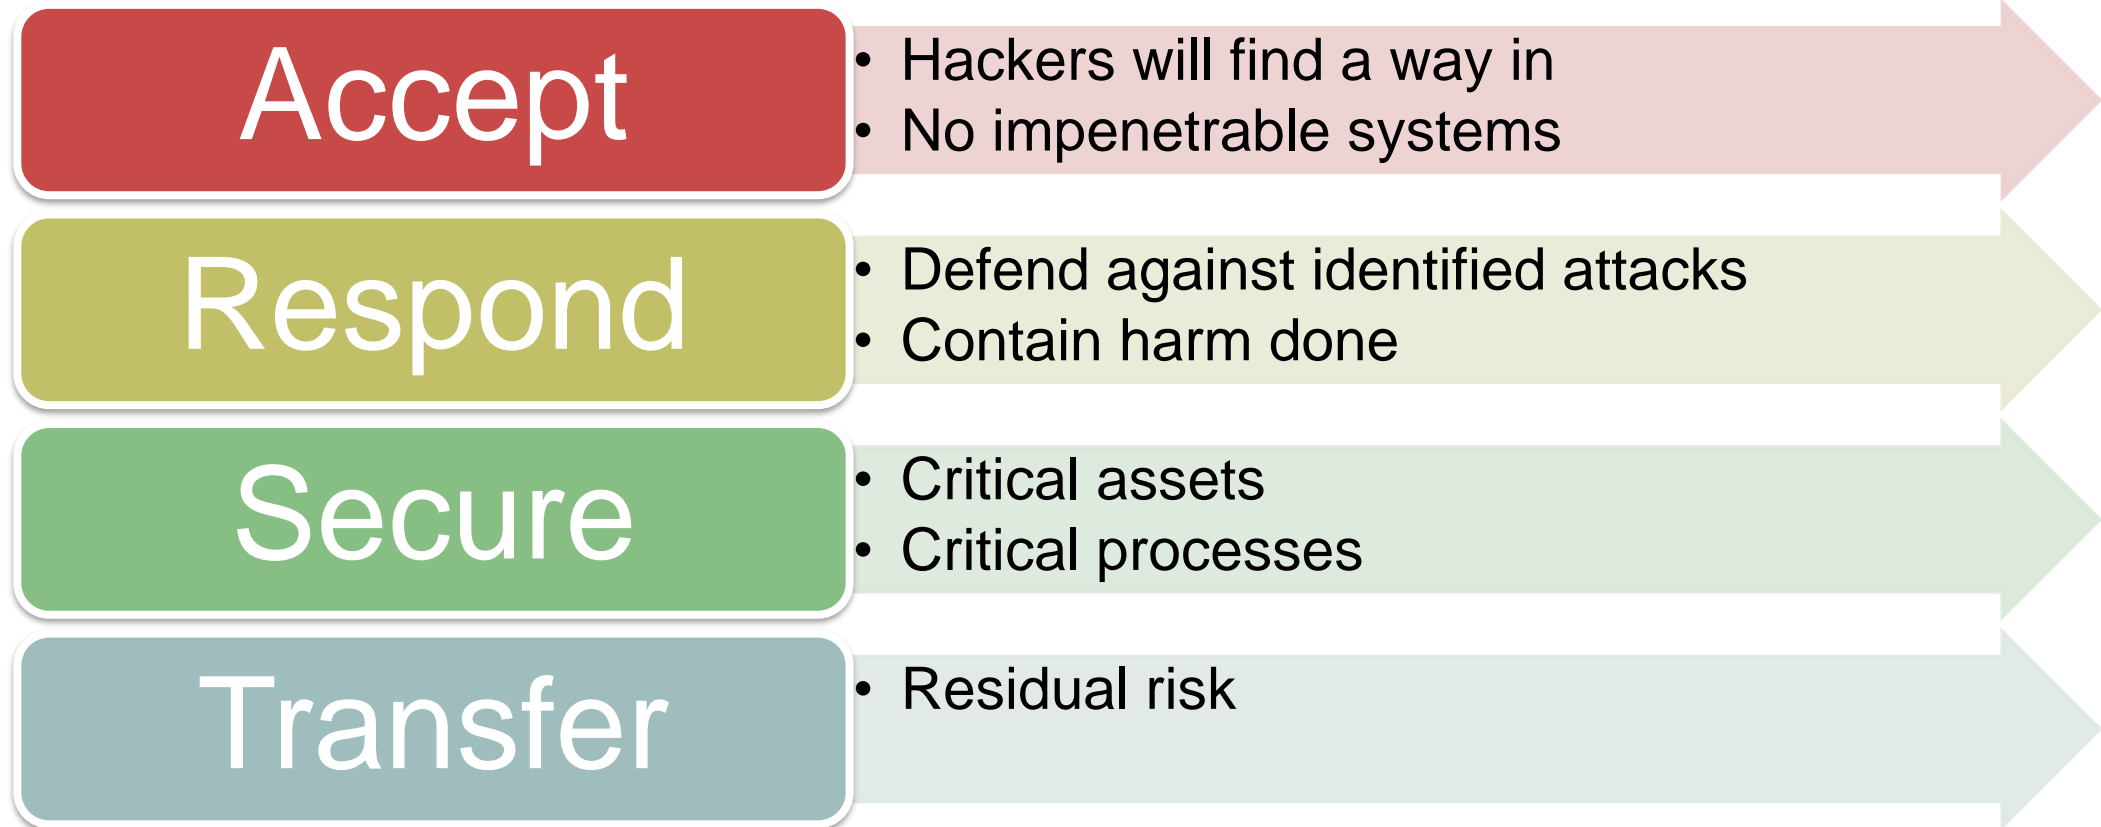 Accept
• Hackers will find a way in
• No impenetrable systems
Respond
• Defend against identified attacks
• Contain harm done
Secure
• Critical assets
• Critical processes
Transfer
• Residual risk